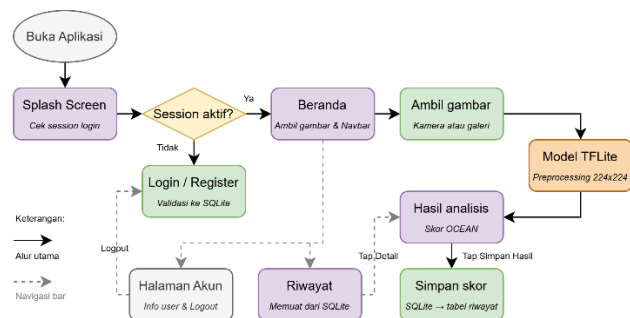 Buka Aplikasi
Splash Screen
Cek session login
Session aktif?
Ya
Beranda
Ambil gambar & Navbar
Ambil gambar
Kamera atau galeri
Tidak
Model TFLite
Preprocessing 224x224
Login / Register
Validasi ke SQLite
Hasil analisis
Skor OCEAN
Keterangan:
Alur utama
Navigasi bar
Logout
Tap Detail
Tap SImpan Hasil
Halaman Akun
Info user & Logout
Riwayat
Memuat dari SQLite
Simpan skor
SQLite → tabel riwayat